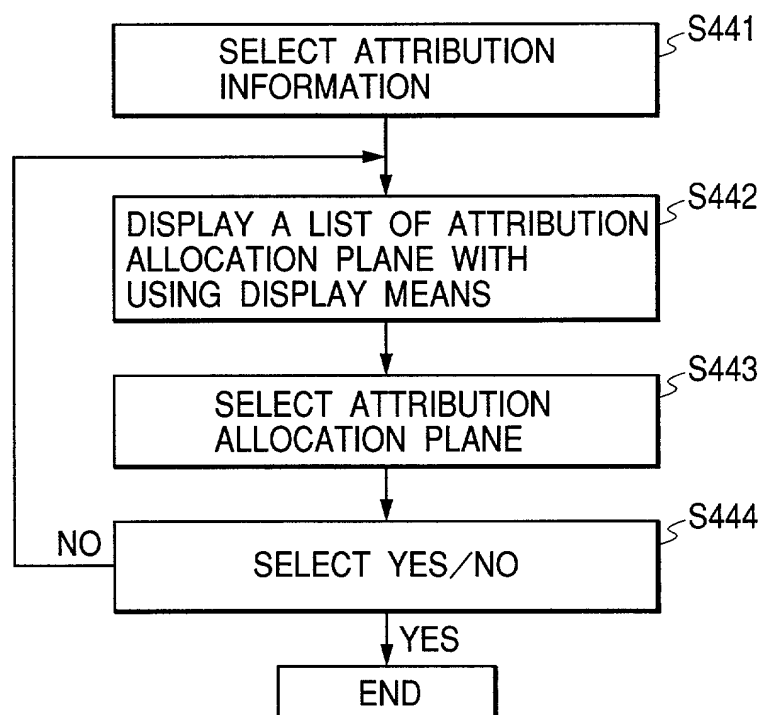 S441
SELECT ATTRIBUTION
INFORMATION
S442
DISPLAY A LIST OF ATTRIBUTION
ALLOCATION PLANE WITH
USING DISPLAY MEANS
S443
SELECT ATTRIBUTION
ALLOCATION PLANE
S444
NO
SELECT YES/NO
YES
END